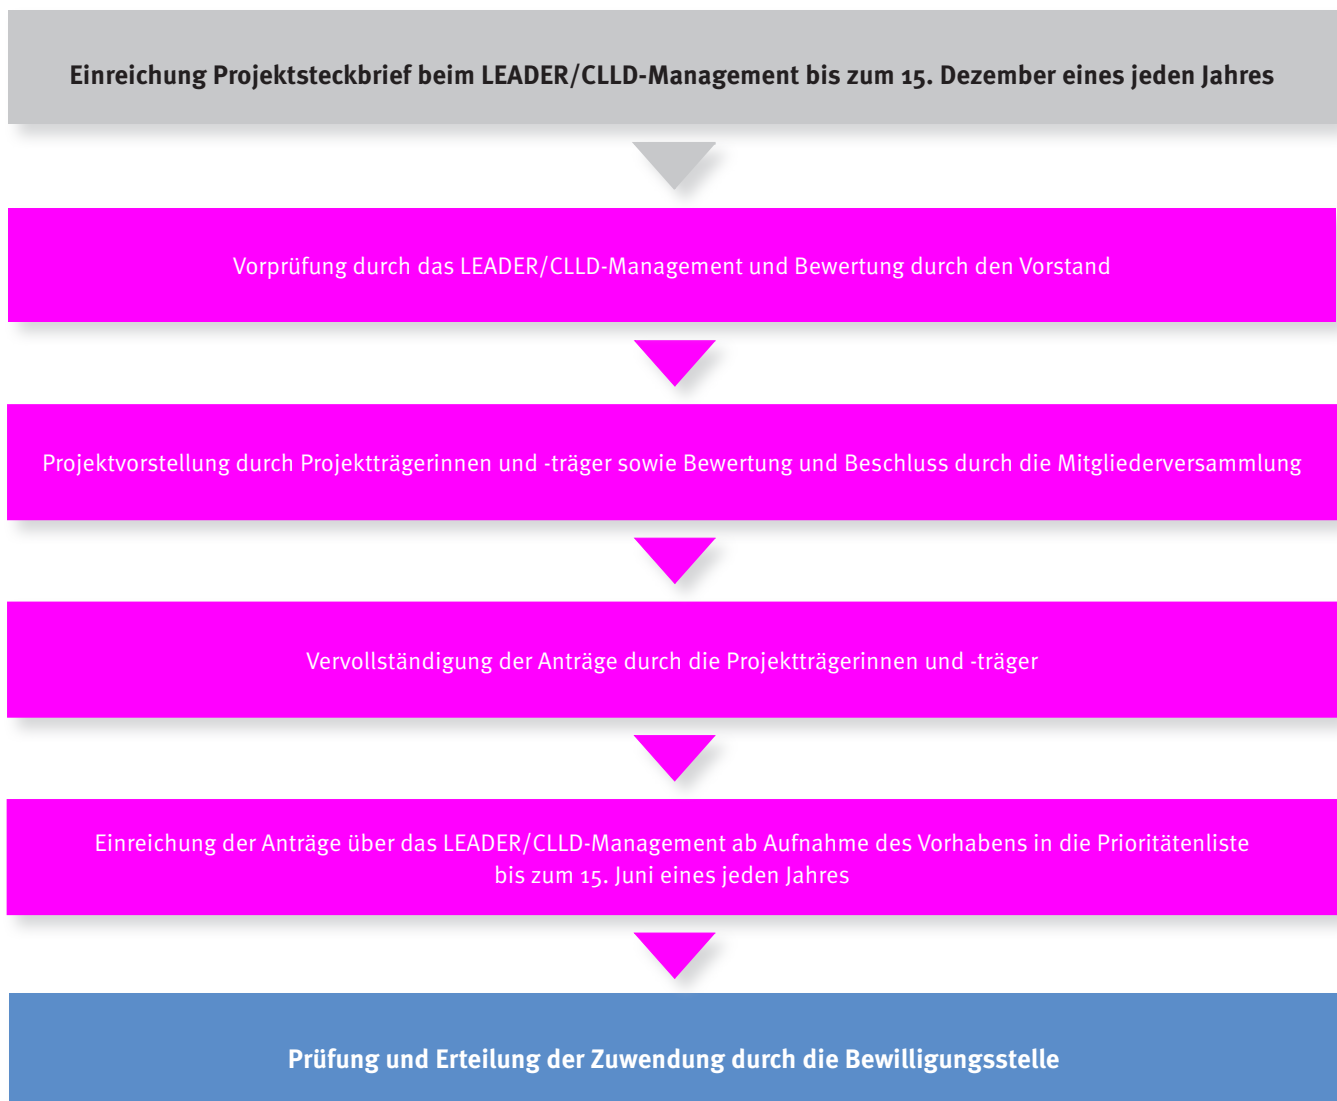 Einreichung Projektsteckbrief beim LEADER/CLLD-Management bis zum 15. Dezember eines jeden Jahres
Vorprüfung durch das LEADER/CLLD-Management und Bewertung durch den Vorstand
Projektvorstellung durch Projektträgerinnen und -träger sowie Bewertung und Beschluss durch die Mitgliederversammlung
Vervollständigung der Anträge durch die Projektträgerinnen und -träger
Einreichung der Anträge über das LEADER/CLLD-Management ab Aufnahme des Vorhabens in die Prioritätenliste
bis zum 15. Juni eines jeden Jahres
Prüfung und Erteilung der Zuwendung durch die Bewilligungsstelle